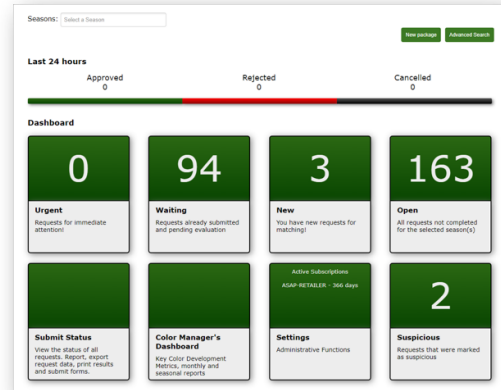 Seasons: Select a Season
New package Advanced Search
Last 24 hours
Approved Rejected Cancelled
0 0 0
Dashboard
0 94 3 163
Urgent
Requests for immediate
attention!
Waiting
Requests already submitted
and pending evaluation
New
You have new requests for
matching!
Open
All requests not completed
for the selected season(s)
Submit Status
View the status of all
requests. Report, export
request data, print results
and submit forms.
Color Manager's
Dashboard
Key Color Development
Metrics, monthly and
seasonal reports
Active Subscriptions
ASAP-RETAILER - 366 days
Settings
Administrative Functions
2
Suspicious
Requests that were marked
as suspicious